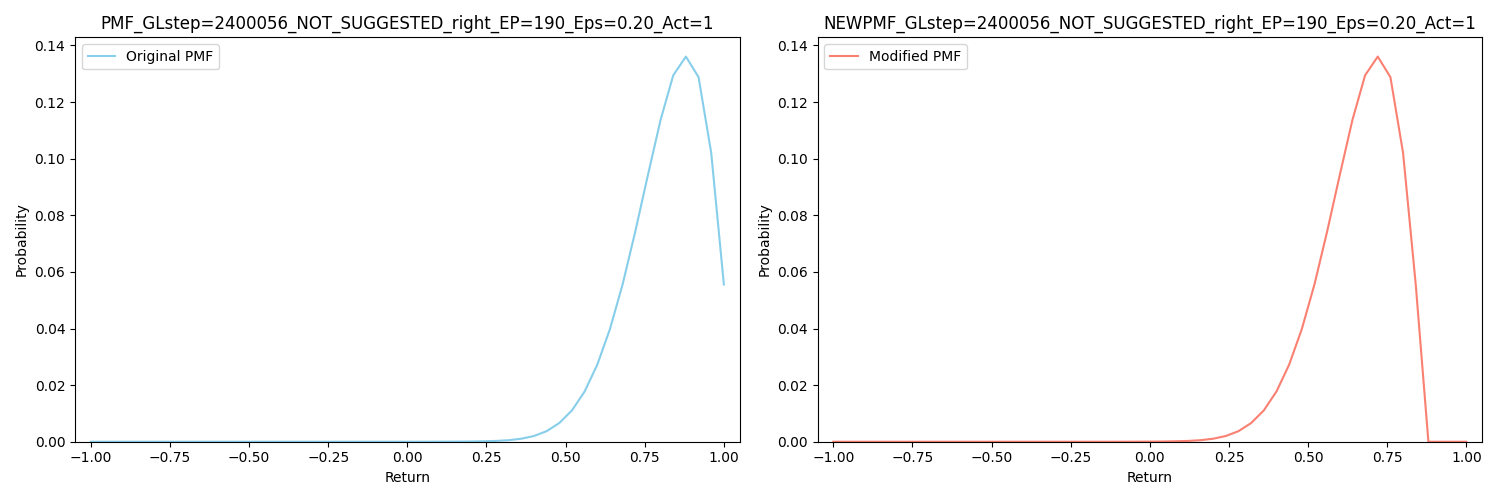 PMF_GLstep=2400056_NOT_SUGGESTED_right_EP=190_Eps=0.20_Act=1
Original PMF
Probability
0.14
0.12
0.10
0.08
0.06
0.04
0.02
0.00
−1.00 −0.75 −0.50 −0.25 0.00 0.25 0.50 0.75 1.00
Return
NEWPMF_GLstep=2400056_NOT_SUGGESTED_right_EP=190_Eps=0.20_Act=1
Modified PMF
Probability
0.14
0.12
0.10
0.08
0.06
0.04
0.02
0.00
−1.00 −0.75 −0.50 −0.25 0.00 0.25 0.50 0.75 1.00
Return